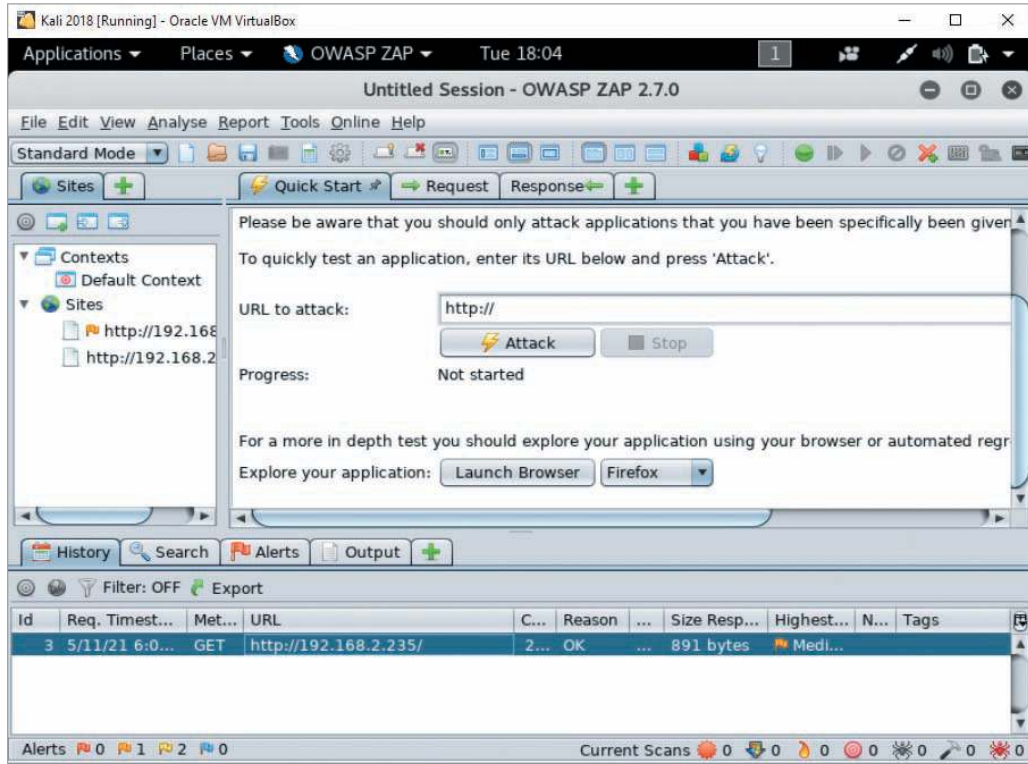 Kali 2018 [Running] - Oracle VM VirtualBox
Applications Places OWASP ZAP Tue 18:04 1
Untitled Session - OWASP ZAP 2.7.0
File Edit View Analyse Report Tools Online Help
Standard Mode
Sites
Quick Start Request Response
Please be aware that you should only attack applications that you have been specifically been given
To quickly test an application, enter its URL below and press 'Attack'.
Contexts
Default Context
Sites
http://192.168
http://192.168.2
URL to attack: http://
Attack Stop
Progress: Not started
For a more in depth test you should explore your application using your browser or automated regr
Explore your application: Launch Browser Firefox
History Search Alerts Output
Filter: OFF Export
Id Req. Timest... Met... URL C... Reason ... Size Resp... Highest... N... Tags
3 5/11/21 6:0... GET http://192.168.2.235/ 2... OK ... 891 bytes Medi...
Alerts 0 1 2 0 Current Scans 0 0 0 0 0 0 0